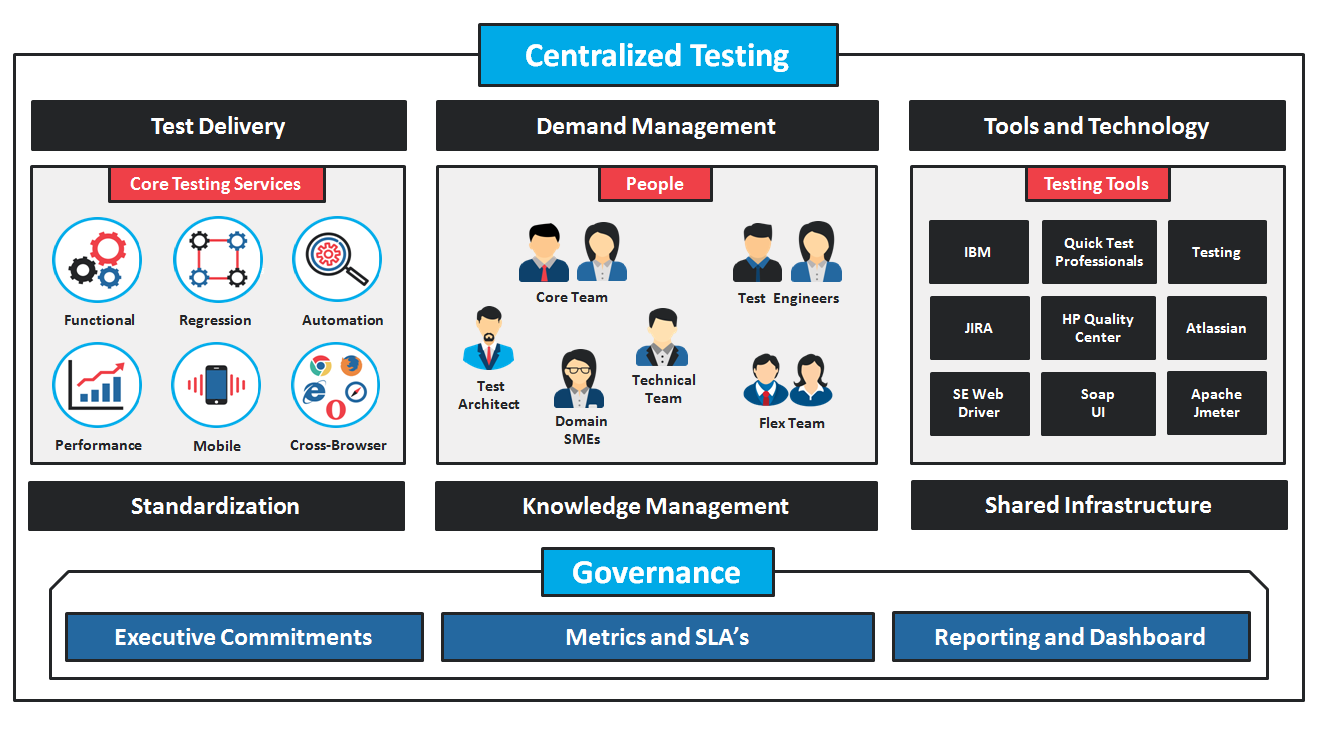 Centralized Testing
Test Delivery
Demand Management
Tools and Technology
Core Testing Services
Functional
Regression
Automation
Performance
Mobile
Cross-Browser
People
Core Team
Test Engineers
Test
Architect
Technical
Team
Domain
SMEs
Flex Team
Testing Tools
IBM
Quick Test
Professionals
Testing
JIRA
HP Quality
Center
Atlassian
SE Web
Driver
Soap
UI
Apache
Jmeter
Standardization
Knowledge Management
Shared Infrastructure
Governance
Executive Commitments
Metrics and SLA’s
Reporting and Dashboard